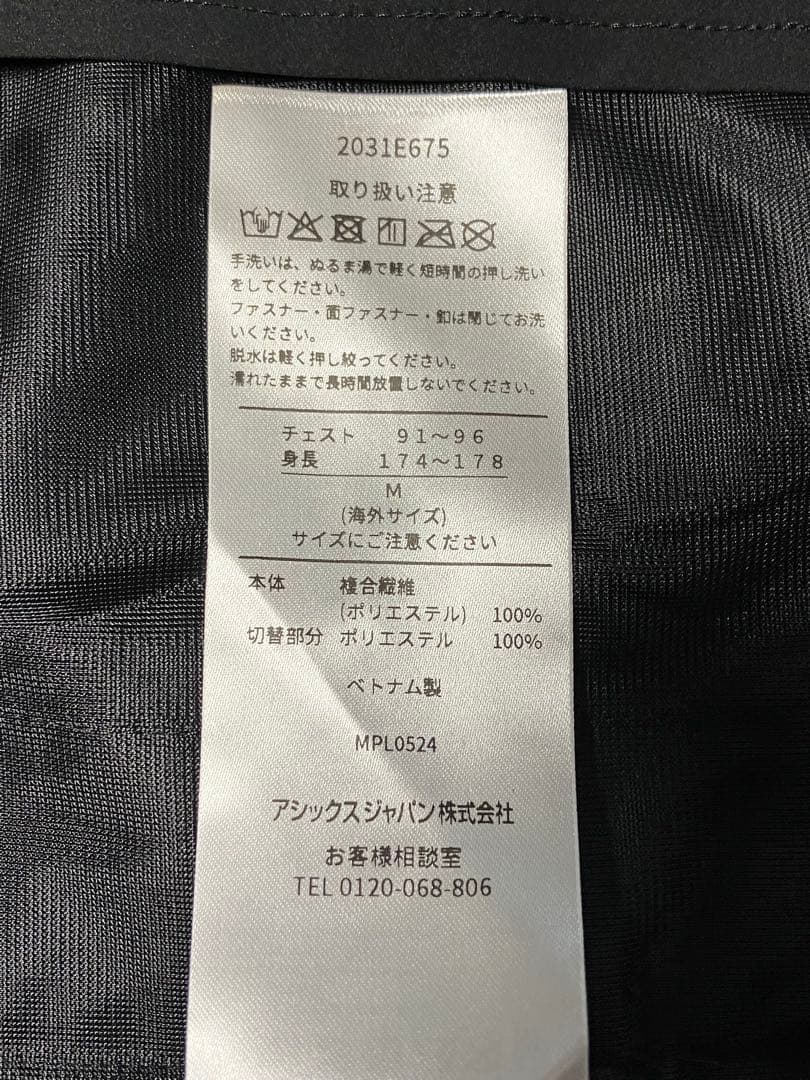 2031E675
取り扱い注意
手洗いは、ぬるま湯で軽く短時間の押し洗い
をしてください。
ファスナー・面ファスナー・釦は閉じてお洗
いください。
脱水は軽く押し絞ってください。
濡れたままで長時間放置しないでください。
チェスト 91～96
身長 174～178
M
(海外サイズ)
サイズにご注意ください
本体 複合繊維
(ポリエステル) 100%
切替部分 ポリエステル 100%
ベトナム製
MPL0524
アシックスジャパン株式会社
お客様相談室
TEL 0120-068-806